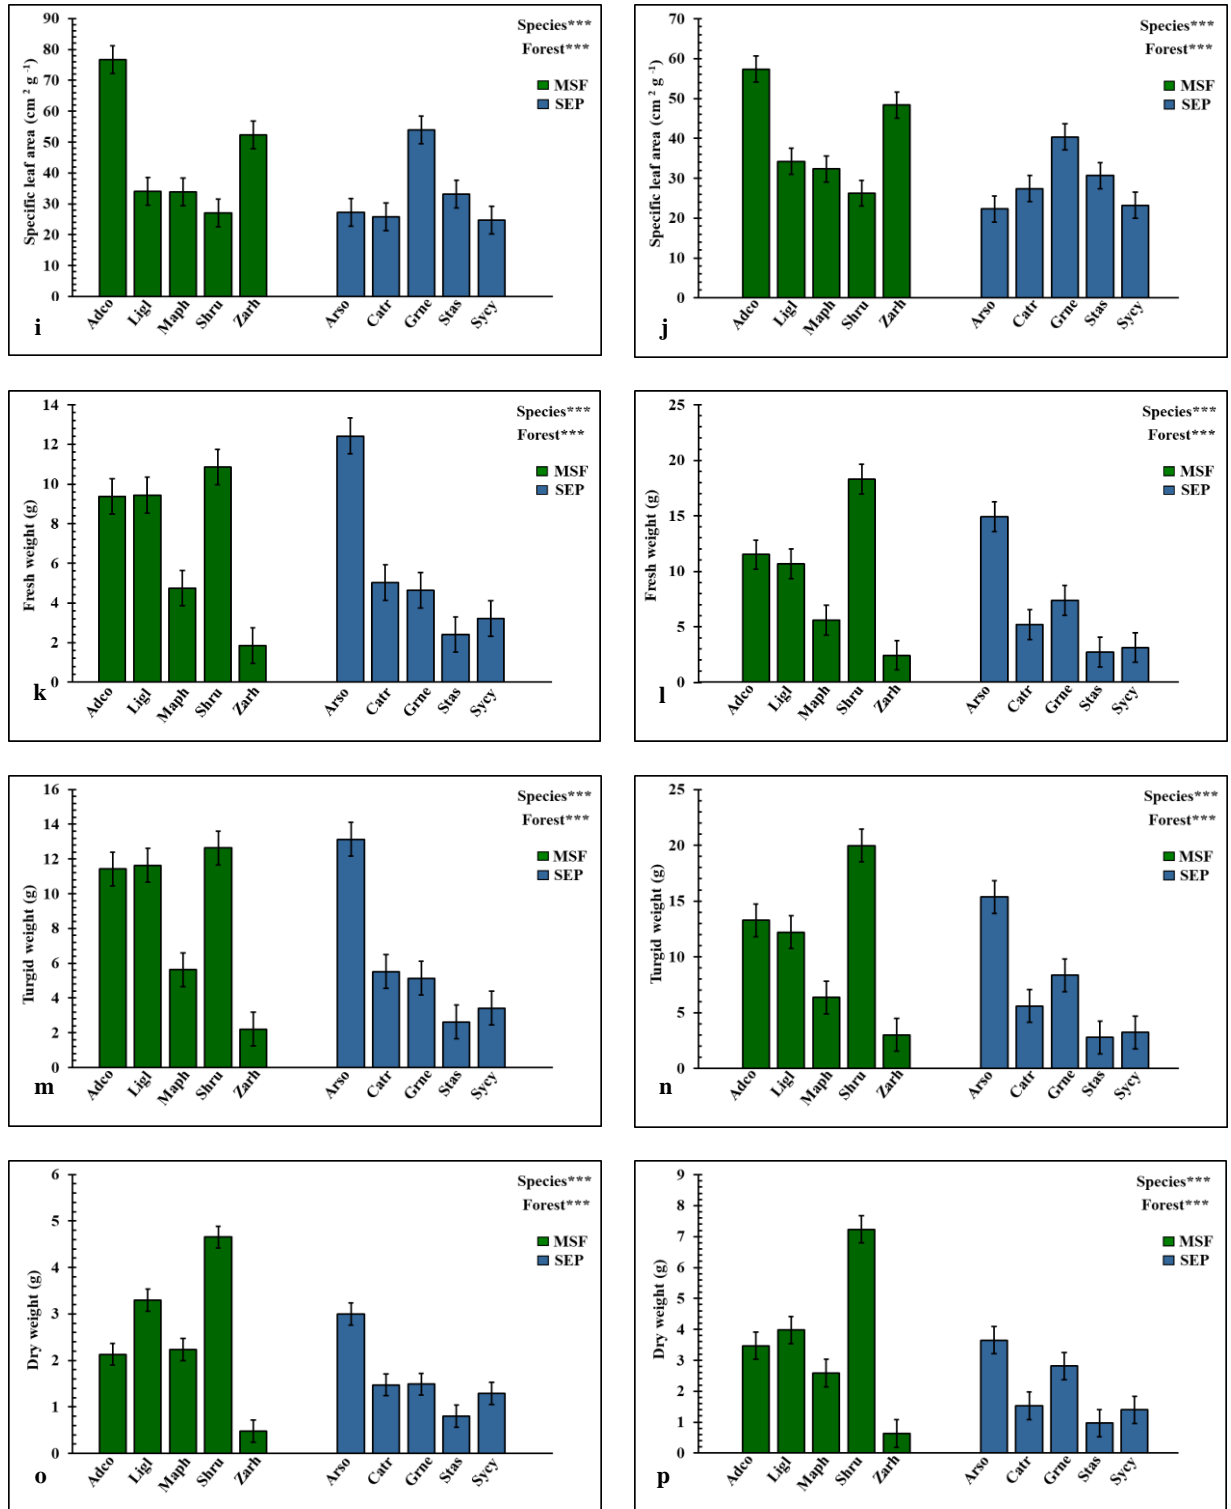 Specific leaf area (cm ² g ⁻¹)
90
80
70
60
50
40
30
20
10
0
Species***
Forest***
MSF
SEP
Adco Ligl Maph Shru Zarh Arso Catr Grne Stas Sycy
i
Specific leaf area (cm ² g ⁻¹)
70
60
50
40
30
20
10
0
Species***
Forest***
MSF
SEP
Adco Ligl Maph Shru Zarh Arso Catr Grne Stas Sycy
j
Fresh weight (g)
14
12
10
8
6
4
2
0
Species***
Forest***
MSF
SEP
Adco Ligl Maph Shru Zarh Arso Catr Grne Stas Sycy
k
Fresh weight (g)
25
20
15
10
5
0
Species***
Forest***
MSF
SEP
Adco Ligl Maph Shru Zarh Arso Catr Grne Stas Sycy
l
Turgid weight (g)
16
14
12
10
8
6
4
2
0
Species***
Forest***
MSF
SEP
Adco Ligl Maph Shru Zarh Arso Catr Grne Stas Sycy
m
Turgid weight (g)
25
20
15
10
5
0
Species***
Forest***
MSF
SEP
Adco Ligl Maph Shru Zarh Arso Catr Grne Stas Sycy
n
Dry weight (g)
6
5
4
3
2
1
0
Species***
Forest***
MSF
SEP
Adco Ligl Maph Shru Zarh Arso Catr Grne Stas Sycy
o
Dry weight (g)
9
8
7
6
5
4
3
2
1
0
Species***
Forest***
MSF
SEP
Adco Ligl Maph Shru Zarh Arso Catr Grne Stas Sycy
p